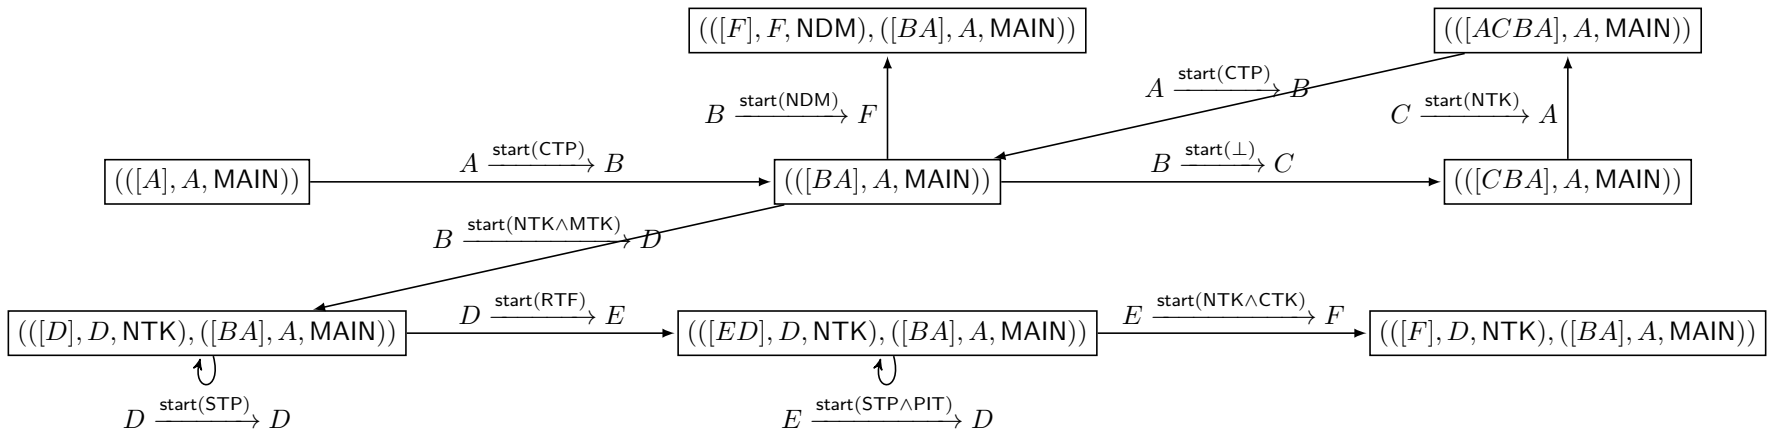 (([F], F, NDM), ([BA], A, MAIN))
(([ACBA], A, MAIN))
A start(CTP) B
B start(NDM) F
C start(NTK) A
A start(CTP) B
B start(⊥) C
(([A], A, MAIN))
(([BA], A, MAIN))
(([CBA], A, MAIN))
B start(NTK∧MTK) D
D start(RTF) E
E start(NTK∧CTK) F
(([D], D, NTK), ([BA], A, MAIN))
(([ED], D, NTK), ([BA], A, MAIN))
(([F], D, NTK), ([BA], A, MAIN))
D start(STP) D
E start(STP∧PIT) D